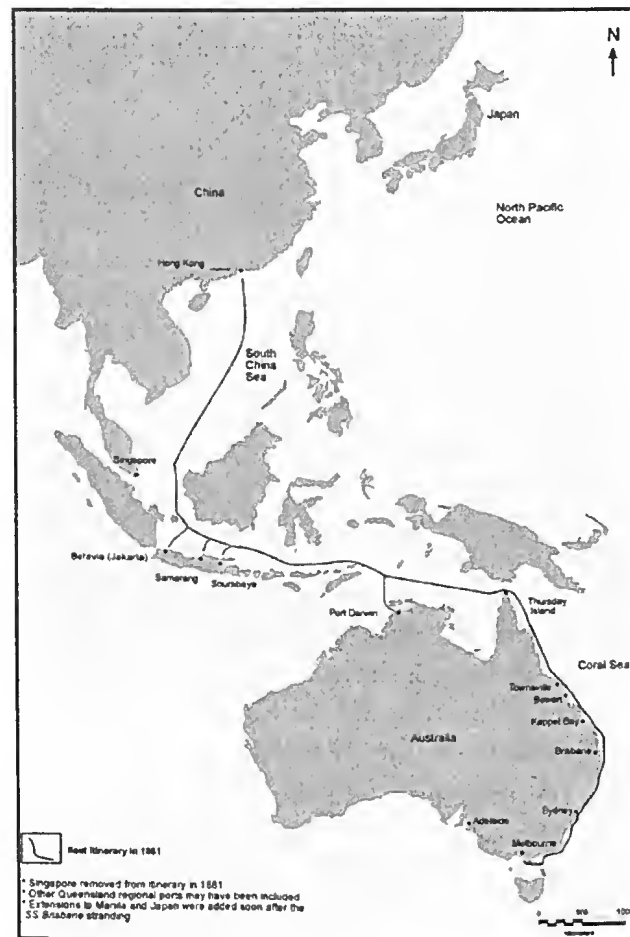 N
Japan
China
North Pacific
Ocean
Hong Kong
South
China
Sea
Singapore
Batavia (Jakarta)
Samarang
Sourabaya
Thursday
Island
Port Darwin
Coral Sea
Townsville
Bowen
Keppel Bay
Brisbane
Australia
Sydney
Adelaide
Melbourne
fleet Itinerary in 1881
* Singapore removed from itinerary in 1881
* Other Queensland regional ports may have been included
* Extensions to Manila and Japan were added soon after the
SS Brisbane stranding
0